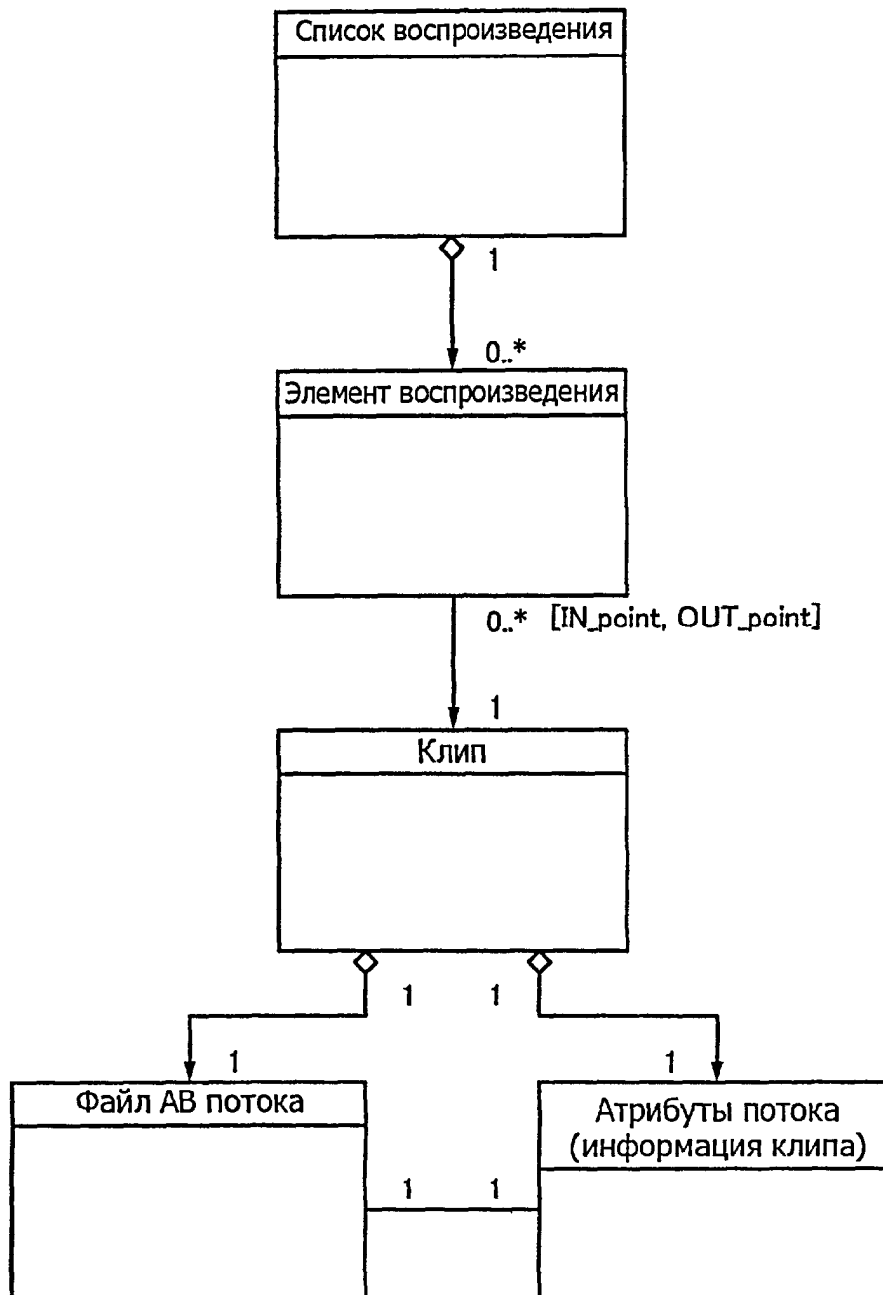 Список воспроизведения
1
0..*
Элемент воспроизведения
0..* [IN_point, OUT_point]
1
Клип
1 1
1 1
Файл АВ потока
Атрибуты потока
(информация клипа)
1 1